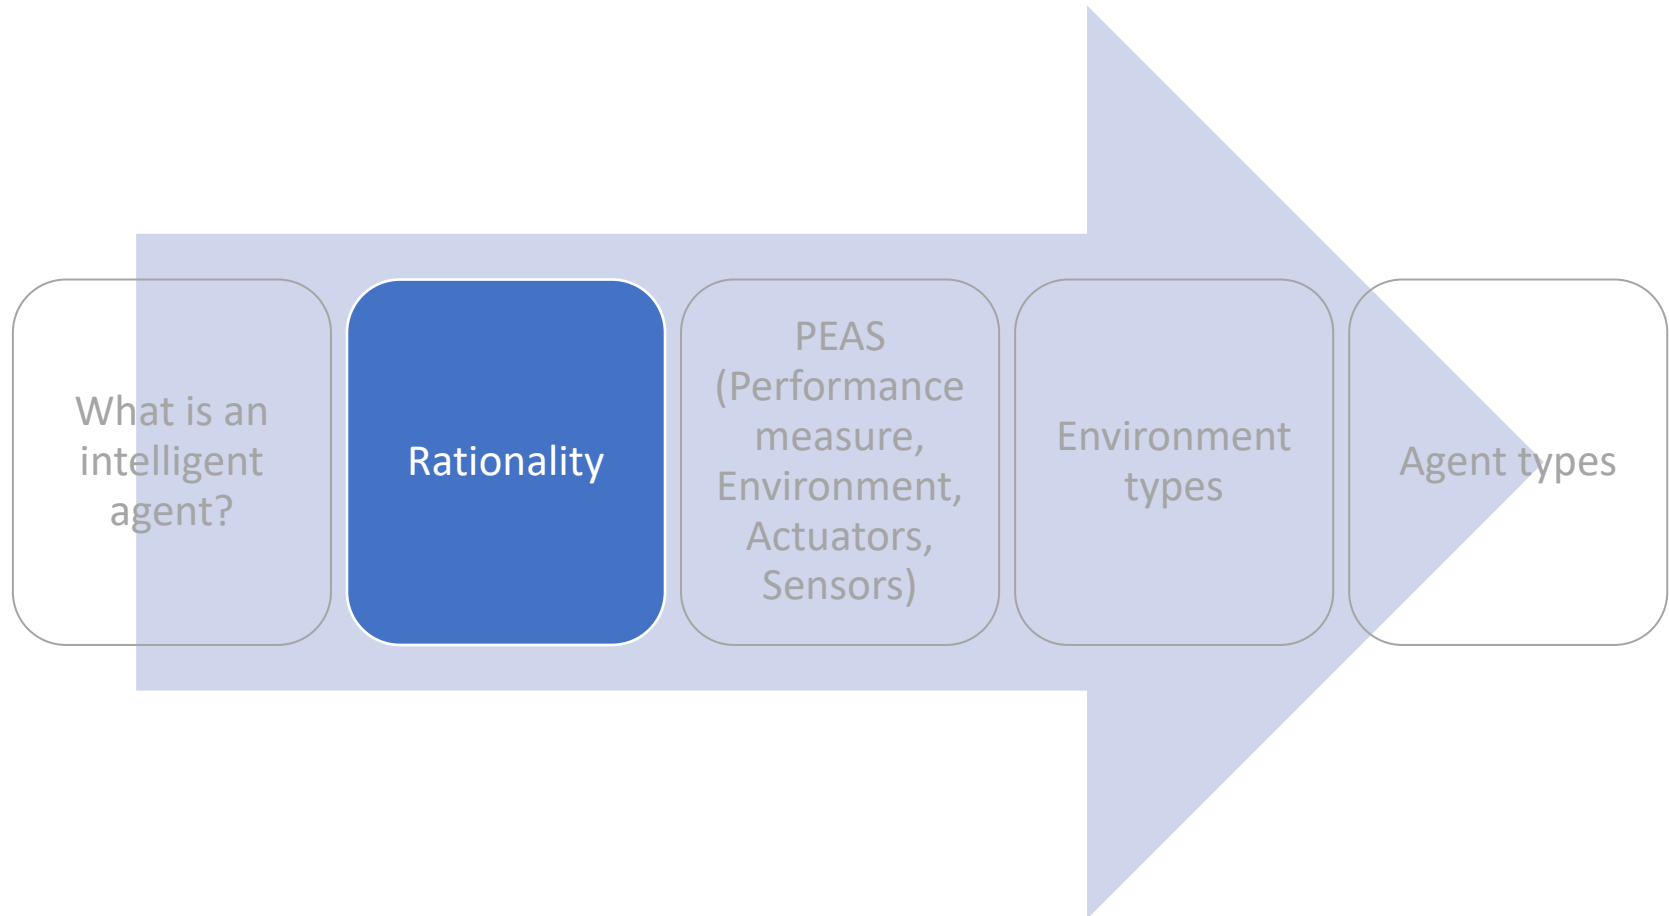 What is an
intelligent
agent?
Rationality
PEAS
(Performance
measure,
Environment,
Actuators,
Sensors)
Environment
types
Agent types